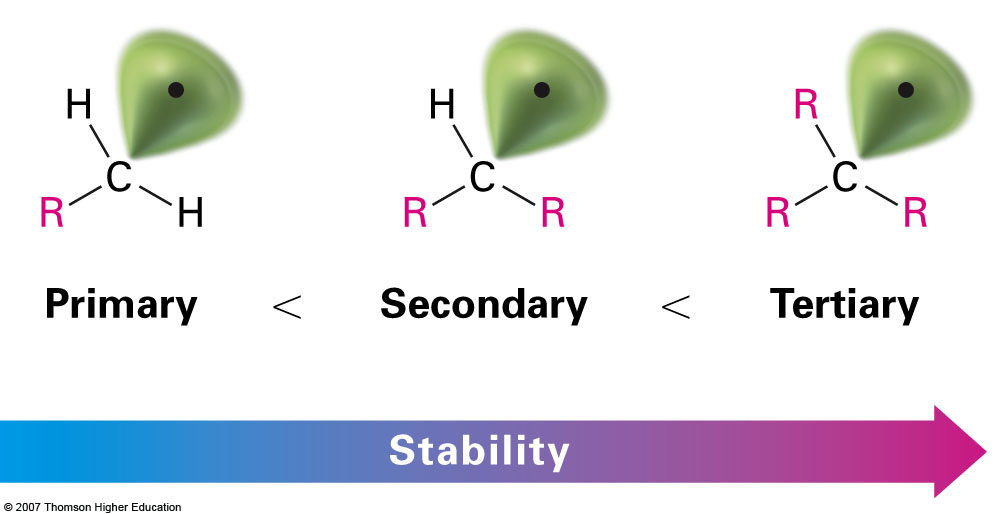 H H R
C C C
R H R R R R
Primary < Secondary < Tertiary
Stability
© 2007 Thomson Higher Education